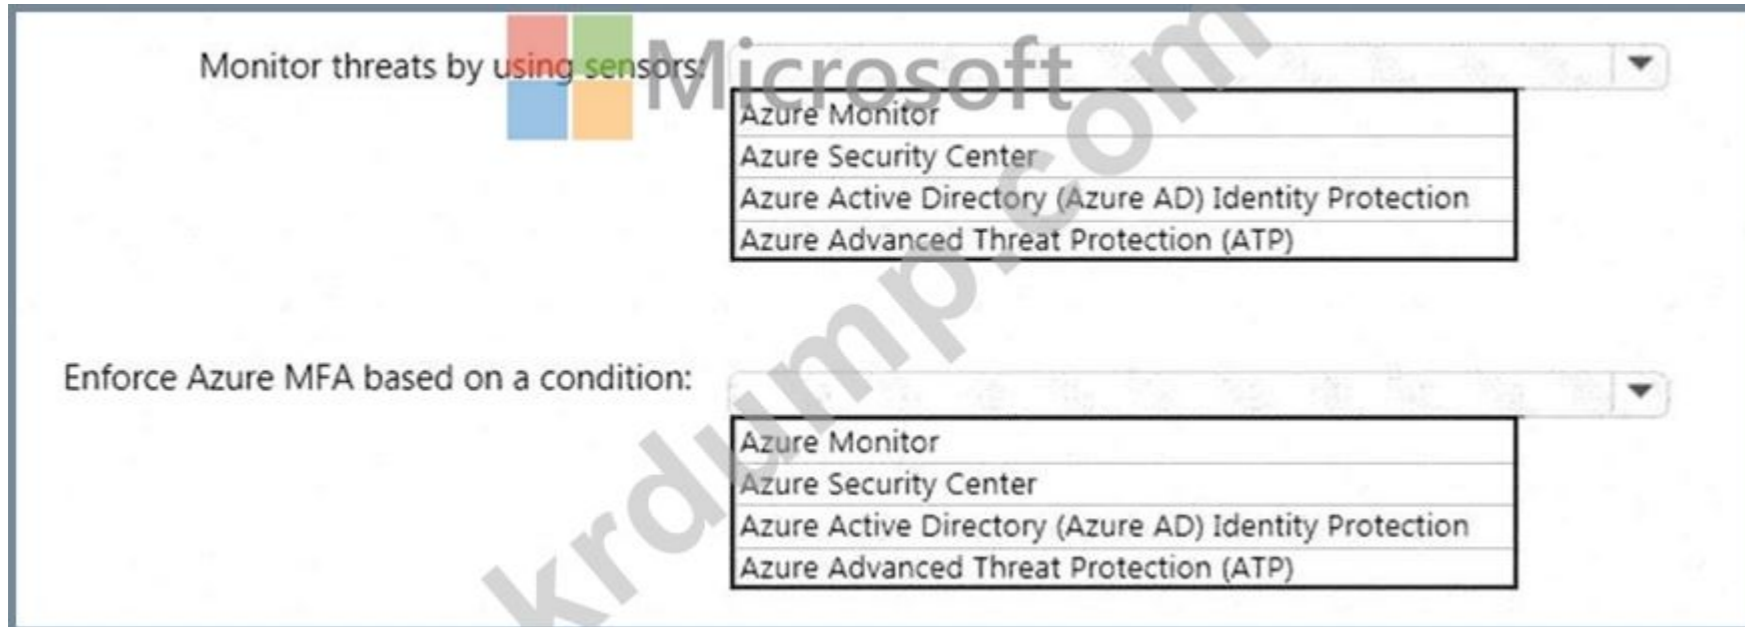 Microsoft
Monitor threats by using sensors:
Azure Monitor
Azure Security Center
Azure Active Directory (Azure AD) Identity Protection
Azure Advanced Threat Protection (ATP)
Enforce Azure MFA based on a condition:
Azure Monitor
Azure Security Center
Azure Active Directory (Azure AD) Identity Protection
Azure Advanced Threat Protection (ATP)
krdump.com